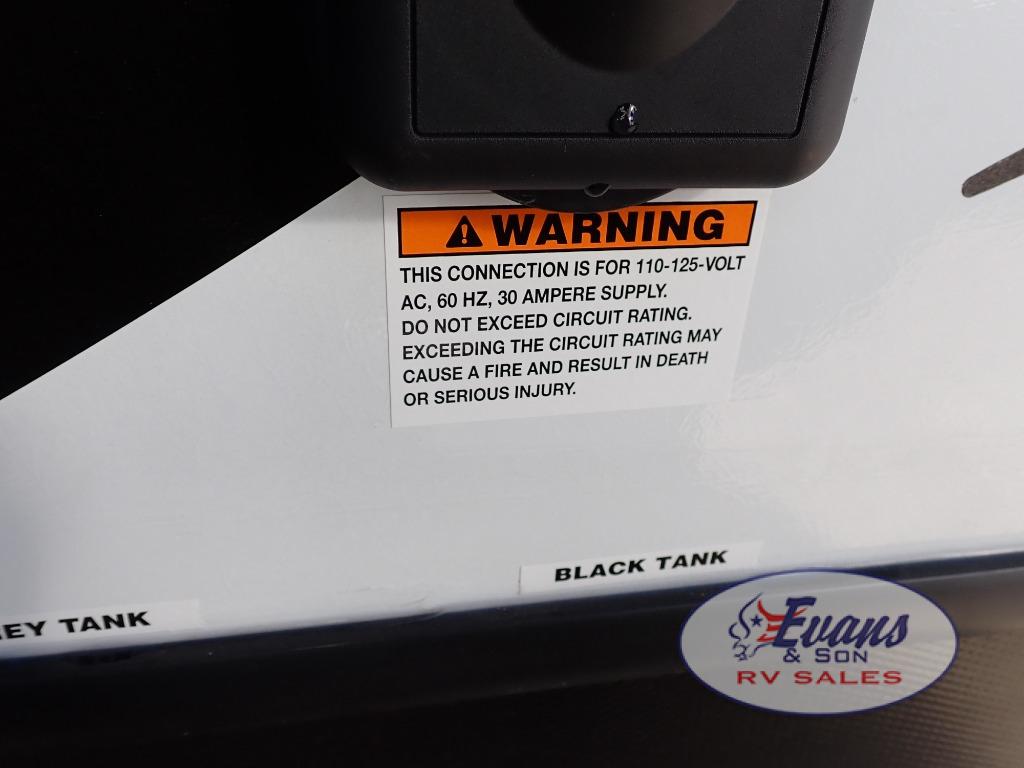 WARNING
THIS CONNECTION IS FOR 110-125-VOLT
AC, 60 HZ, 30 AMPERE SUPPLY.
DO NOT EXCEED CIRCUIT RATING.
EXCEEDING THE CIRCUIT RATING MAY
CAUSE A FIRE AND RESULT IN DEATH
OR SERIOUS INJURY.
BLACK TANK
EY TANK
Evans
& SON
RV SALES